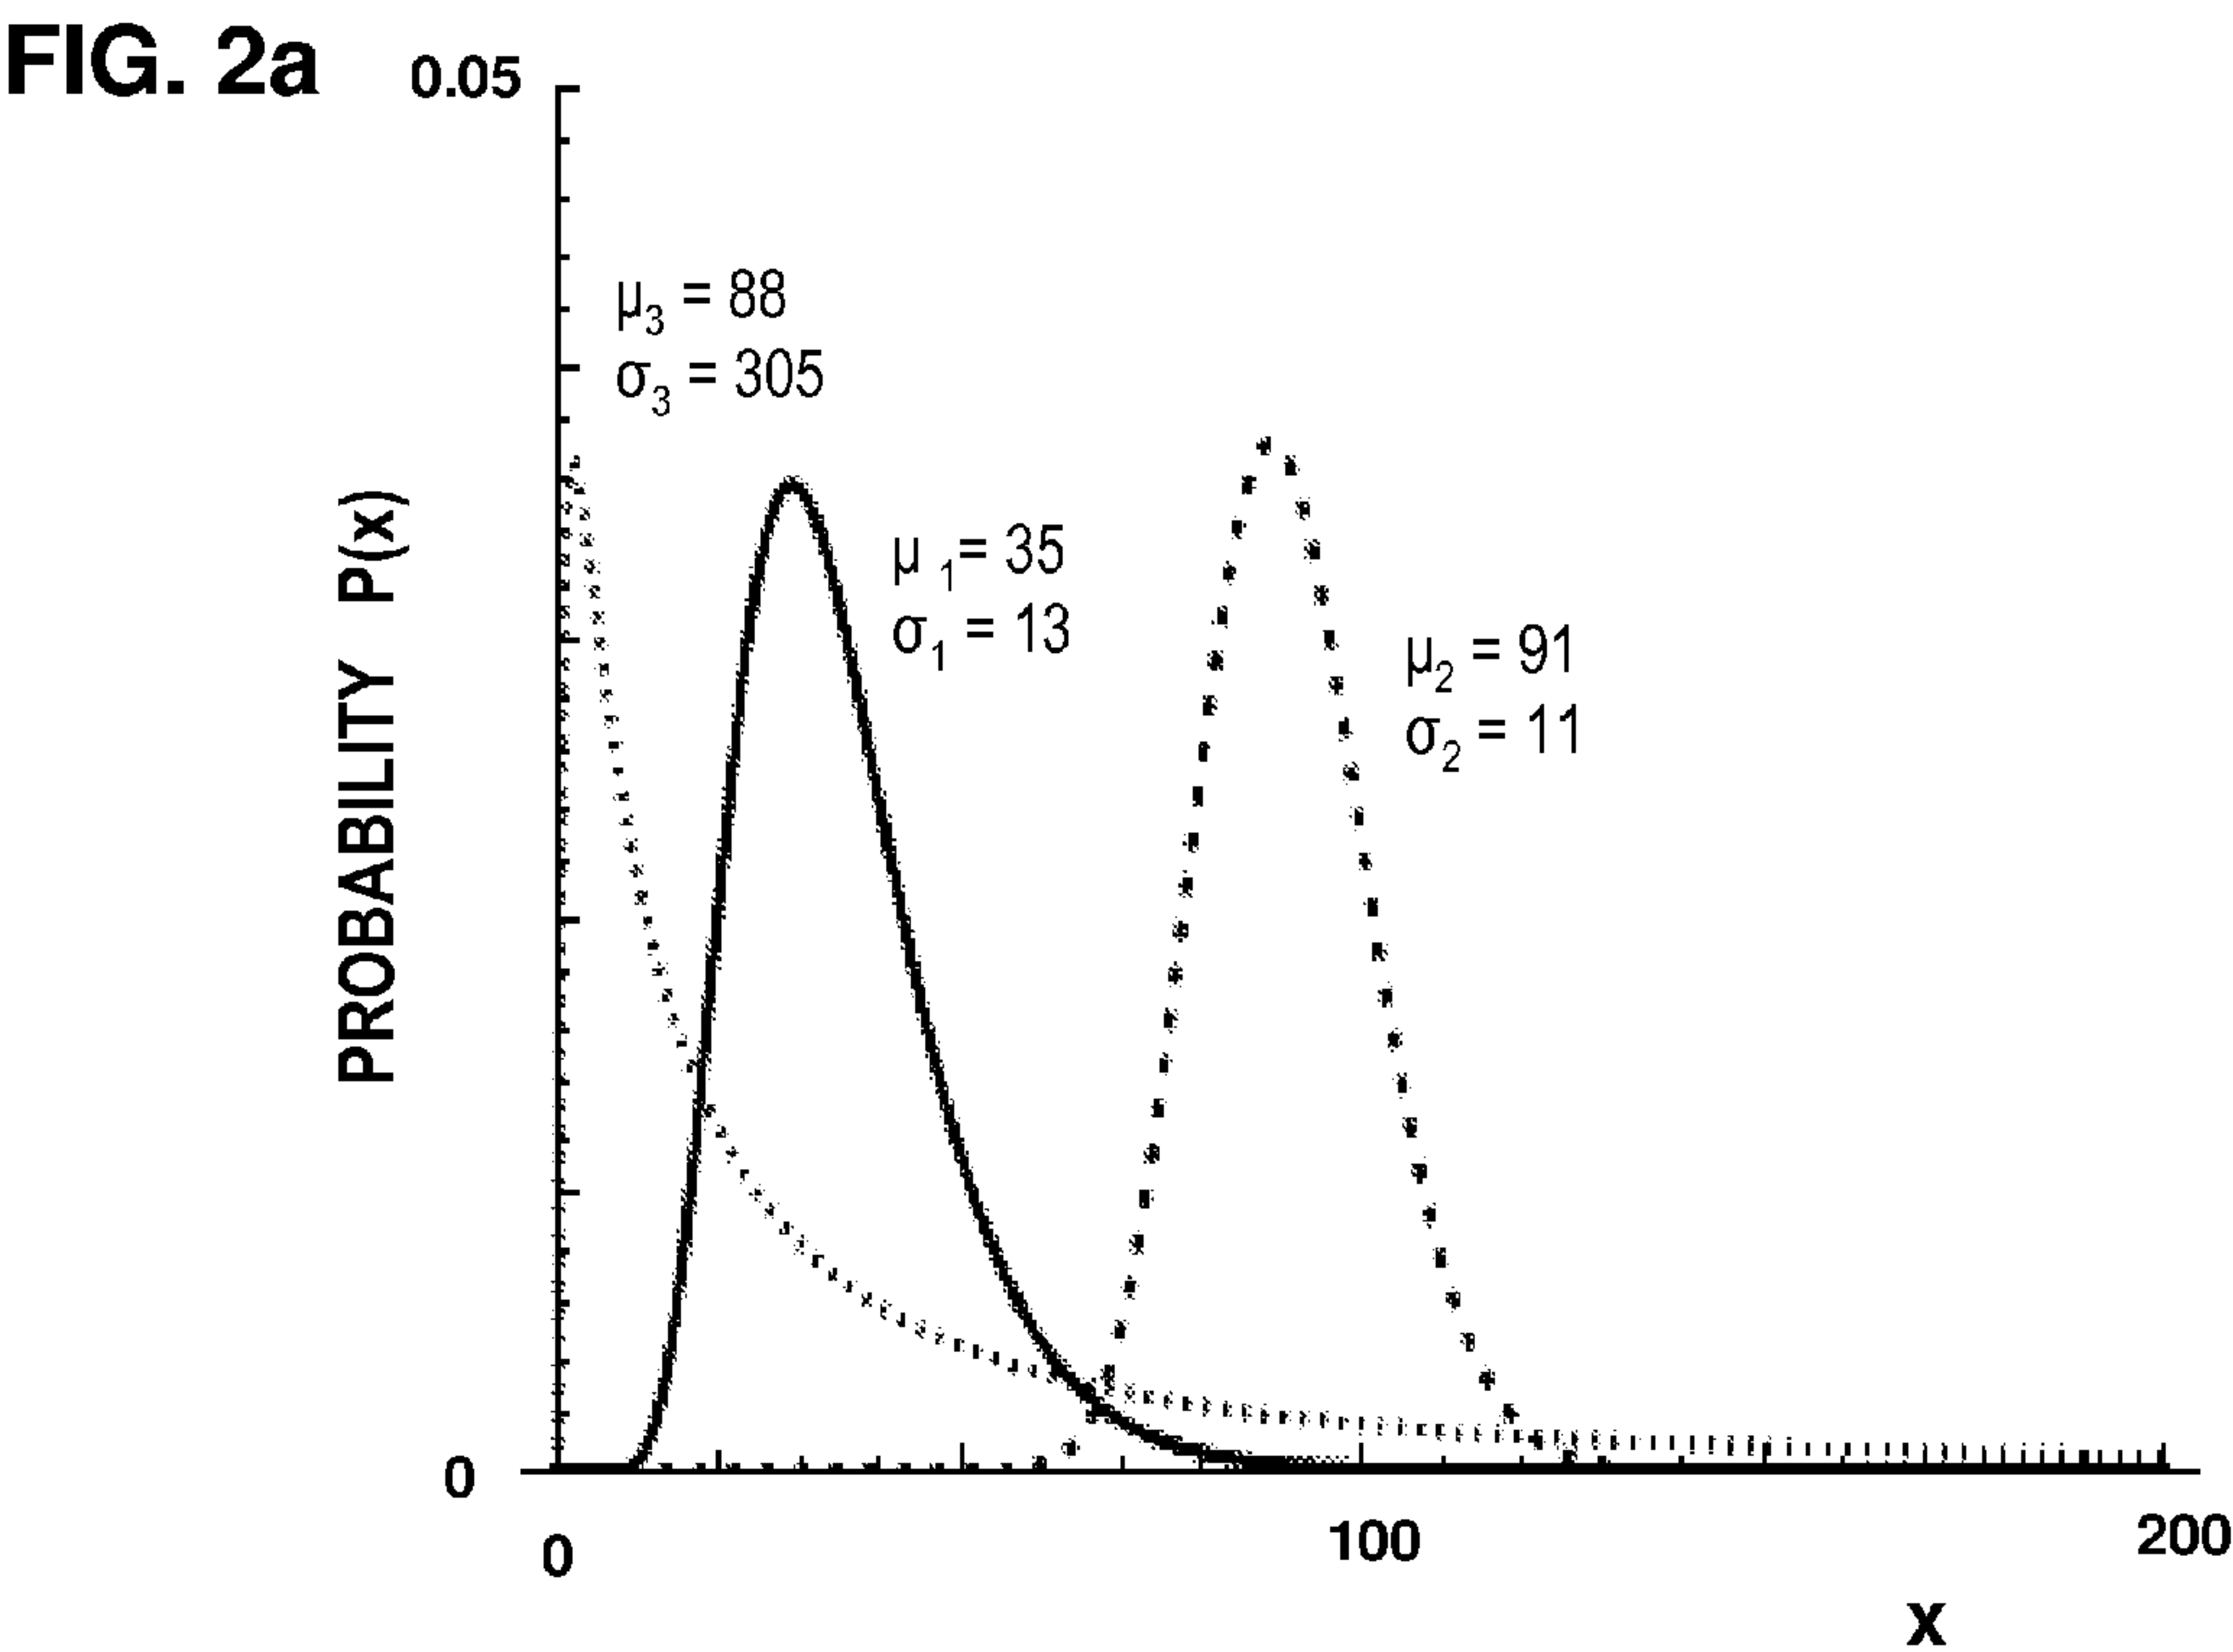 FIG. 2a
0.05
μ3 = 88
σ3 = 305
μ1 = 35
σ1 = 13
μ2 = 91
σ2 = 11
PROBABILITY P(x)
0
0
100
200
X